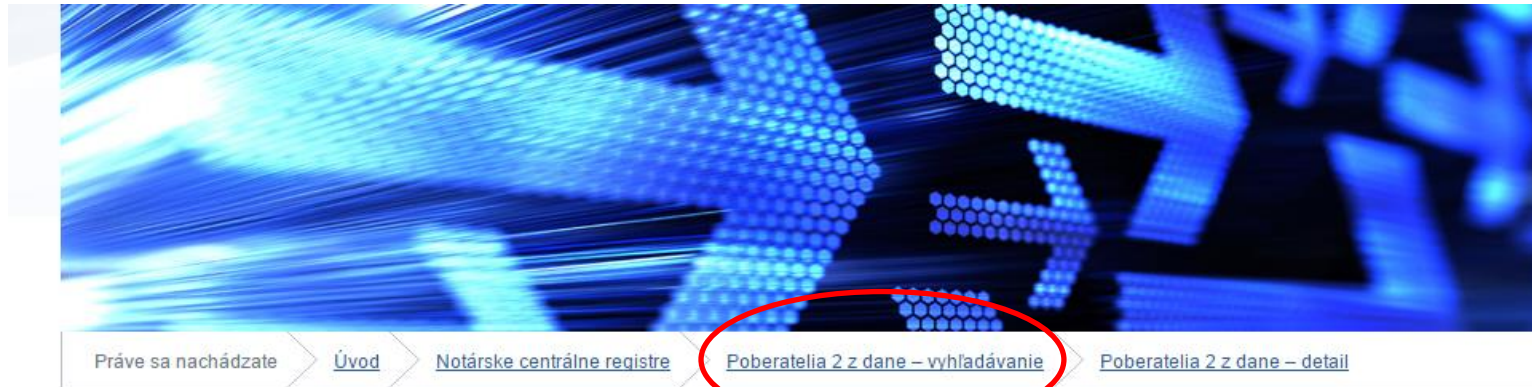 Práve sa nachádzate Úvod Notárske centrálne registre Poberatelia 2 z dane – vyhľadávanie Poberatelia 2 z dane – detail